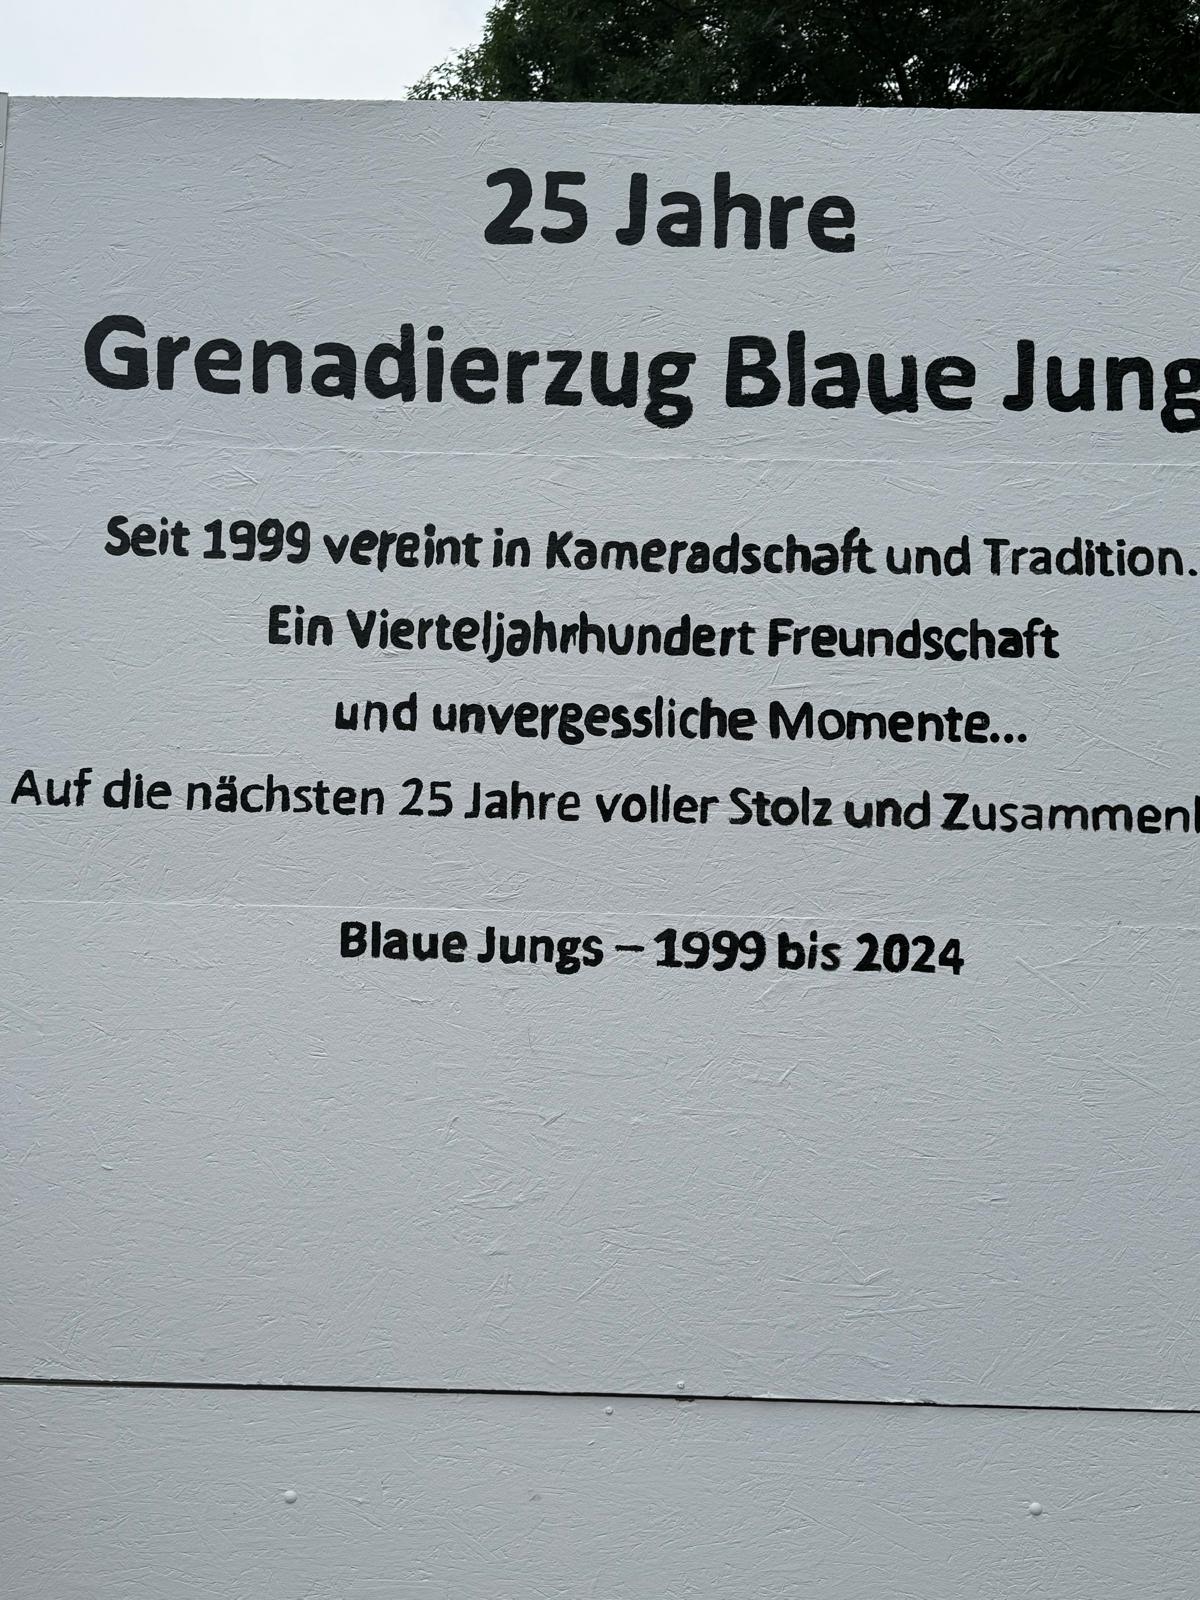 25 Jahre
Grenadierzug Blaue Jung
Seit 1999 vereint in Kameradschaft und Tradition.
Ein Vierteljahrhundert Freundschaft
und unvergessliche Momente...
Auf die nächsten 25 Jahre voller Stolz und Zusammen
Blaue Jungs – 1999 bis 2024